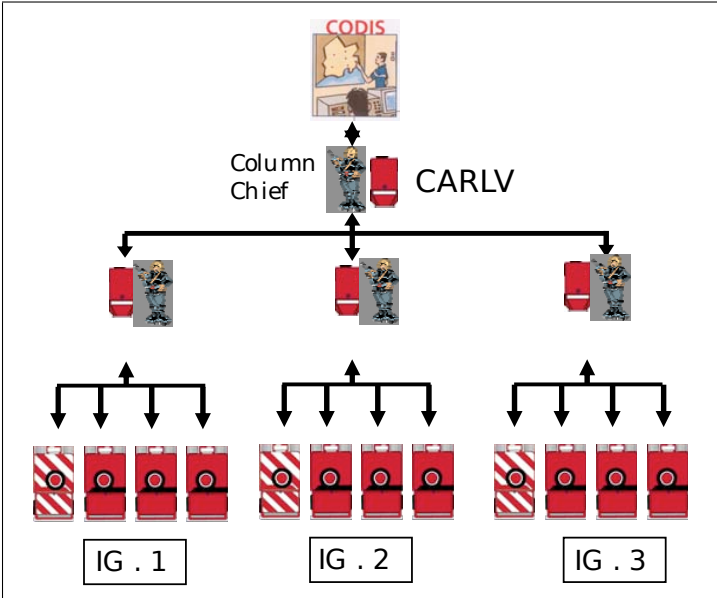 CODIS
Column
Chief
CARLV
IG . 1
IG . 2
IG . 3